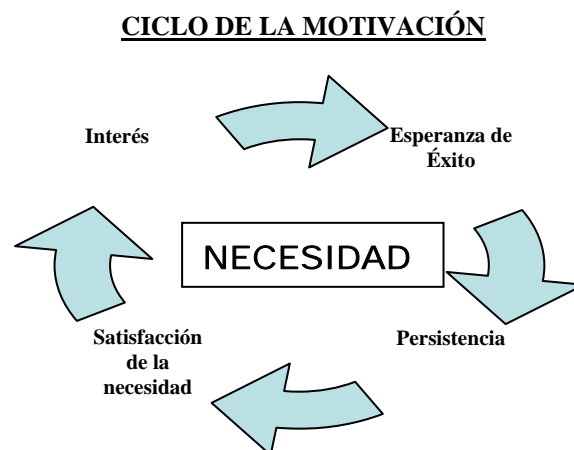 CICLO DE LA MOTIVACIÓN
Interés
Esperanza de
Éxito
NECESIDAD
Satisfacción
de la
necesidad
Persistencia